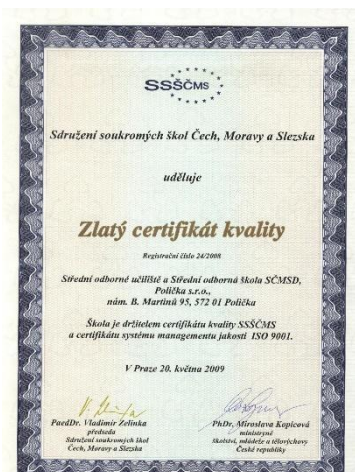 SSŠČMS
Sdružení soukromých škol Čech, Moravy a Slezska
uděluje
Zlatý certifikát kvality
Registrační číslo 24/2008
Střední odborné učiliště a Střední odborná škola SČMSD,
Polička s.r.o.,
nám. B. Martinů 95, 572 01 Polička
Škola je držitelem certifikátu kvality SSŠČMS
a certifikátu systému managementu jakosti ISO 9001.
V Praze 20. května 2009
PaedDr. Vladimír Zelinka
předseda
Sdružení soukromých škol
Čech, Moravy a Slezska
PhDr. Miroslava Kopicová
ministryně
školství, mládeže a tělovýchovy
České republiky